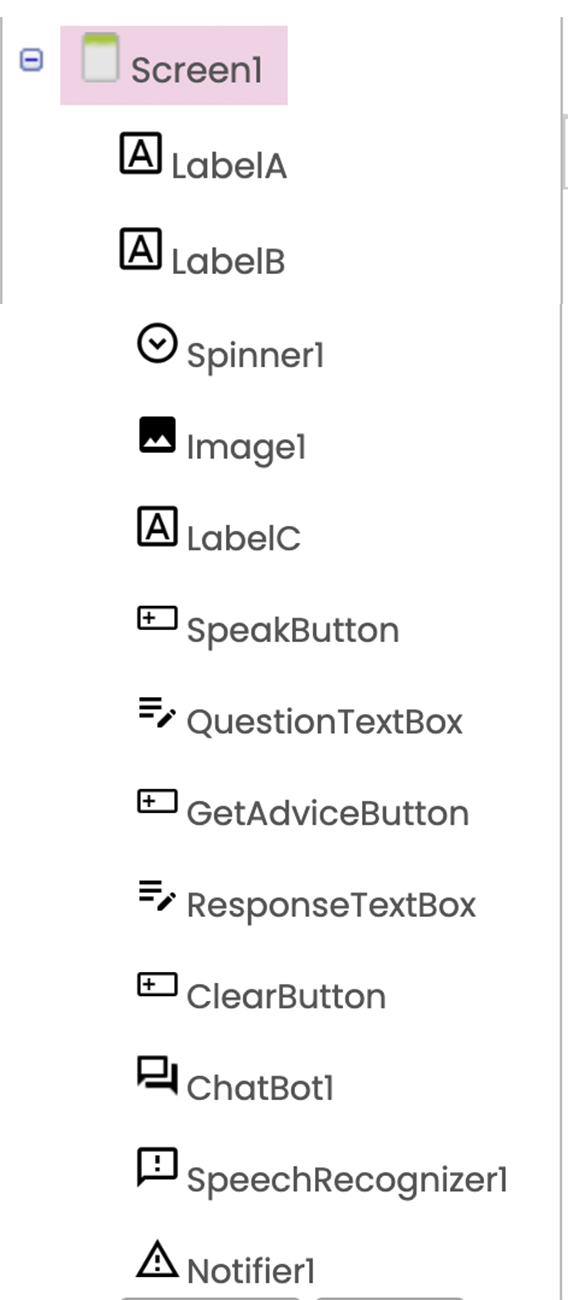 Screen1
LabelA
LabelB
Spinner1
Image1
LabelC
SpeakButton
QuestionTextBox
GetAdviceButton
ResponseTextBox
ClearButton
ChatBot1
SpeechRecognizer1
Notifier1